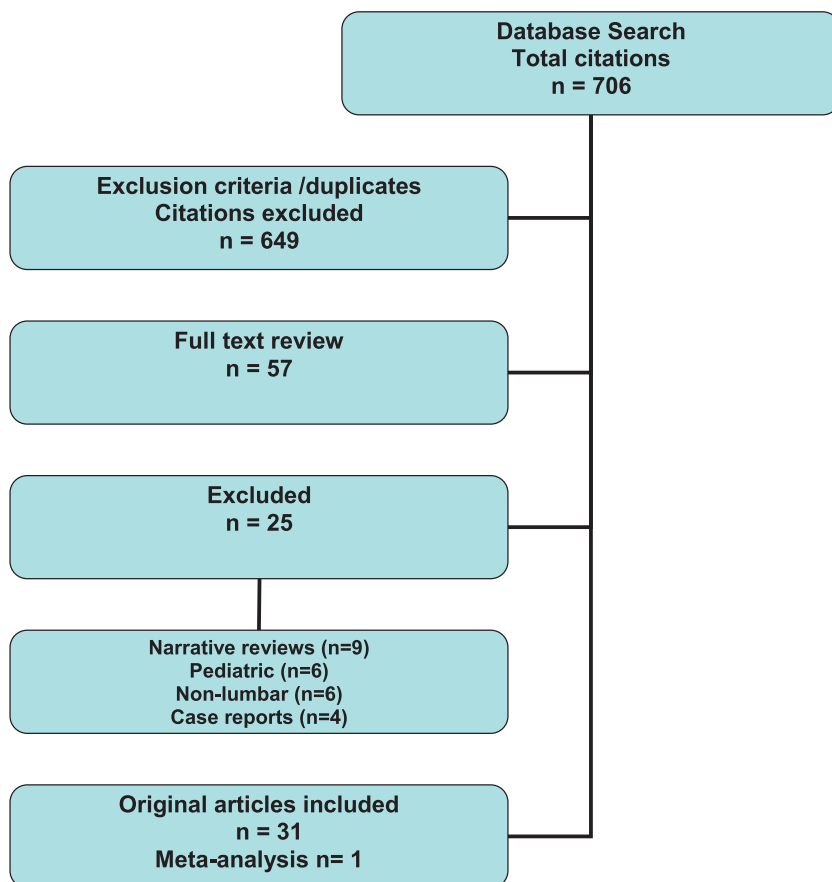 Database Search
Total citations
n = 706
Exclusion criteria /duplicates
Citations excluded
n = 649
Full text review
n = 57
Excluded
n = 25
Narrative reviews (n=9)
Pediatric (n=6)
Non-lumbar (n=6)
Case reports (n=4)
Original articles included
n = 31
Meta-analysis n= 1